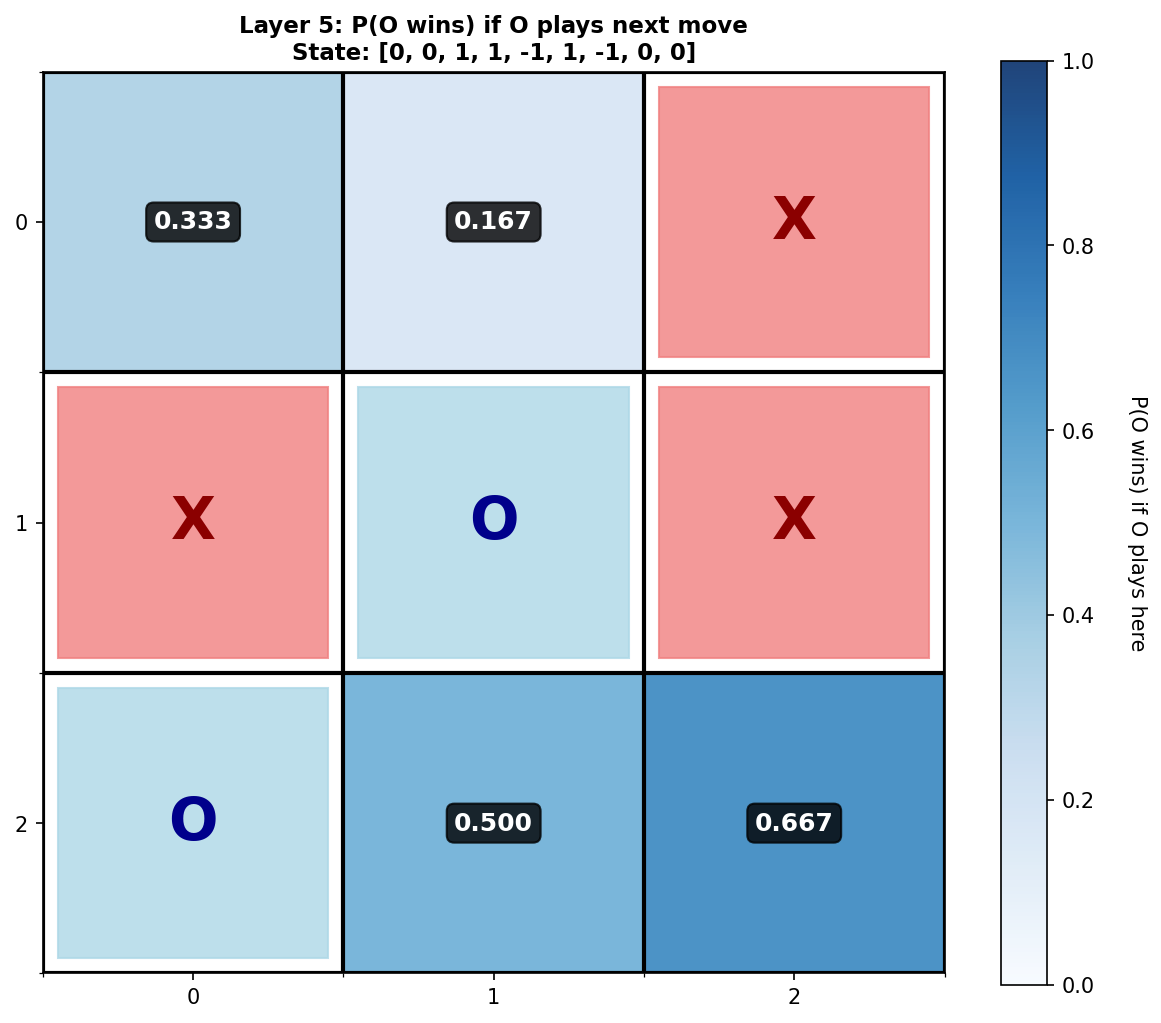 Layer 5: P(O wins) if O plays next move
State: [0, 0, 1, 1, -1, 1, -1, 0, 0]
0
0.333
0.167
X
1
X
O
X
2
O
0.500
0.667
0
1
2
1.0
0.8
0.6
0.4
0.2
0.0
P(O wins) if O plays here